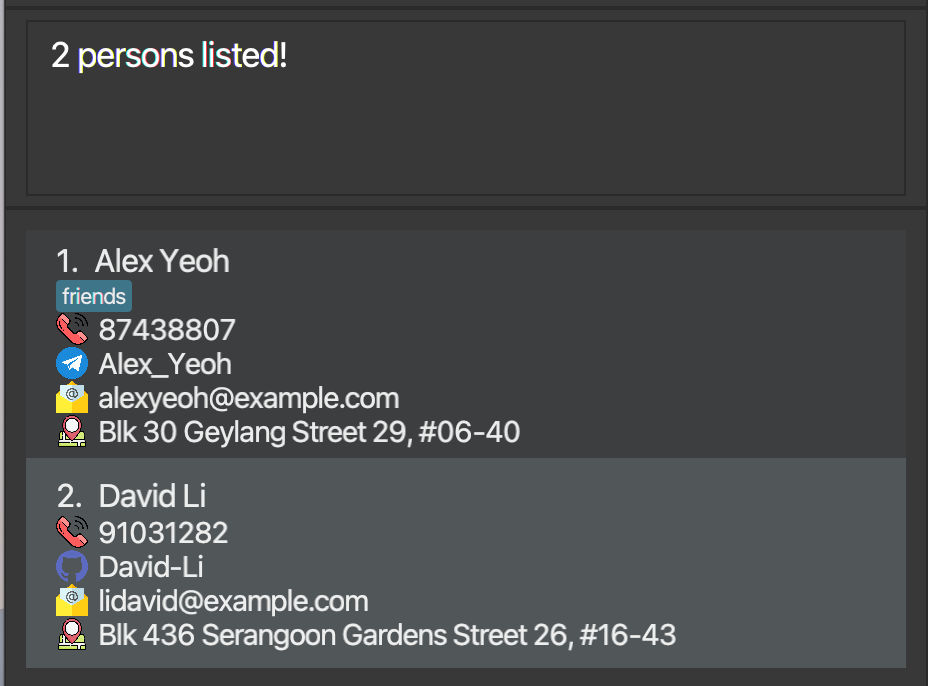 2 persons listed!
1. Alex Yeoh
friends
87438807
Alex_Yeoh
alexyeoh@example.com
Blk 30 Geylang Street 29, #06-40
2. David Li
91031282
David-Li
lidavid@example.com
Blk 436 Serangoon Gardens Street 26, #16-43